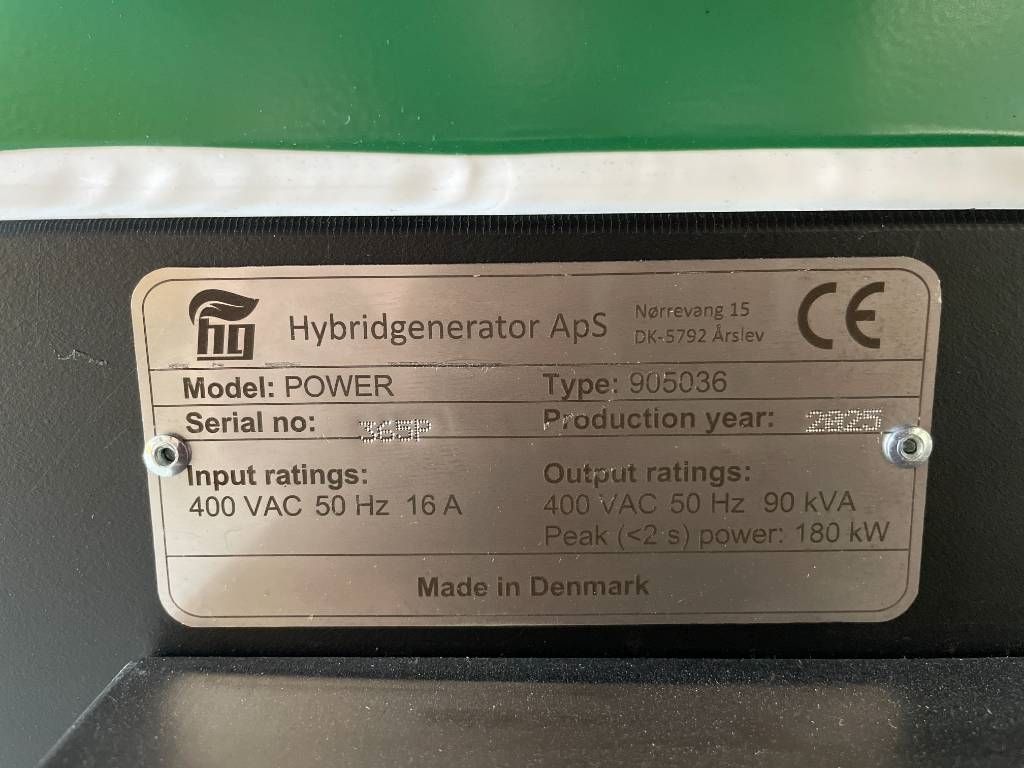 hg Hybridgenerator ApS
Nørrevang 15
DK-5792 Årslev
CE
Model: POWER Type: 905036
Serial no: 365P Production year: 2025
Input ratings: Output ratings:
400 VAC 50 Hz 16 A 400 VAC 50 Hz 90 kVA
Peak (<2 s) power: 180 kW
Made in Denmark